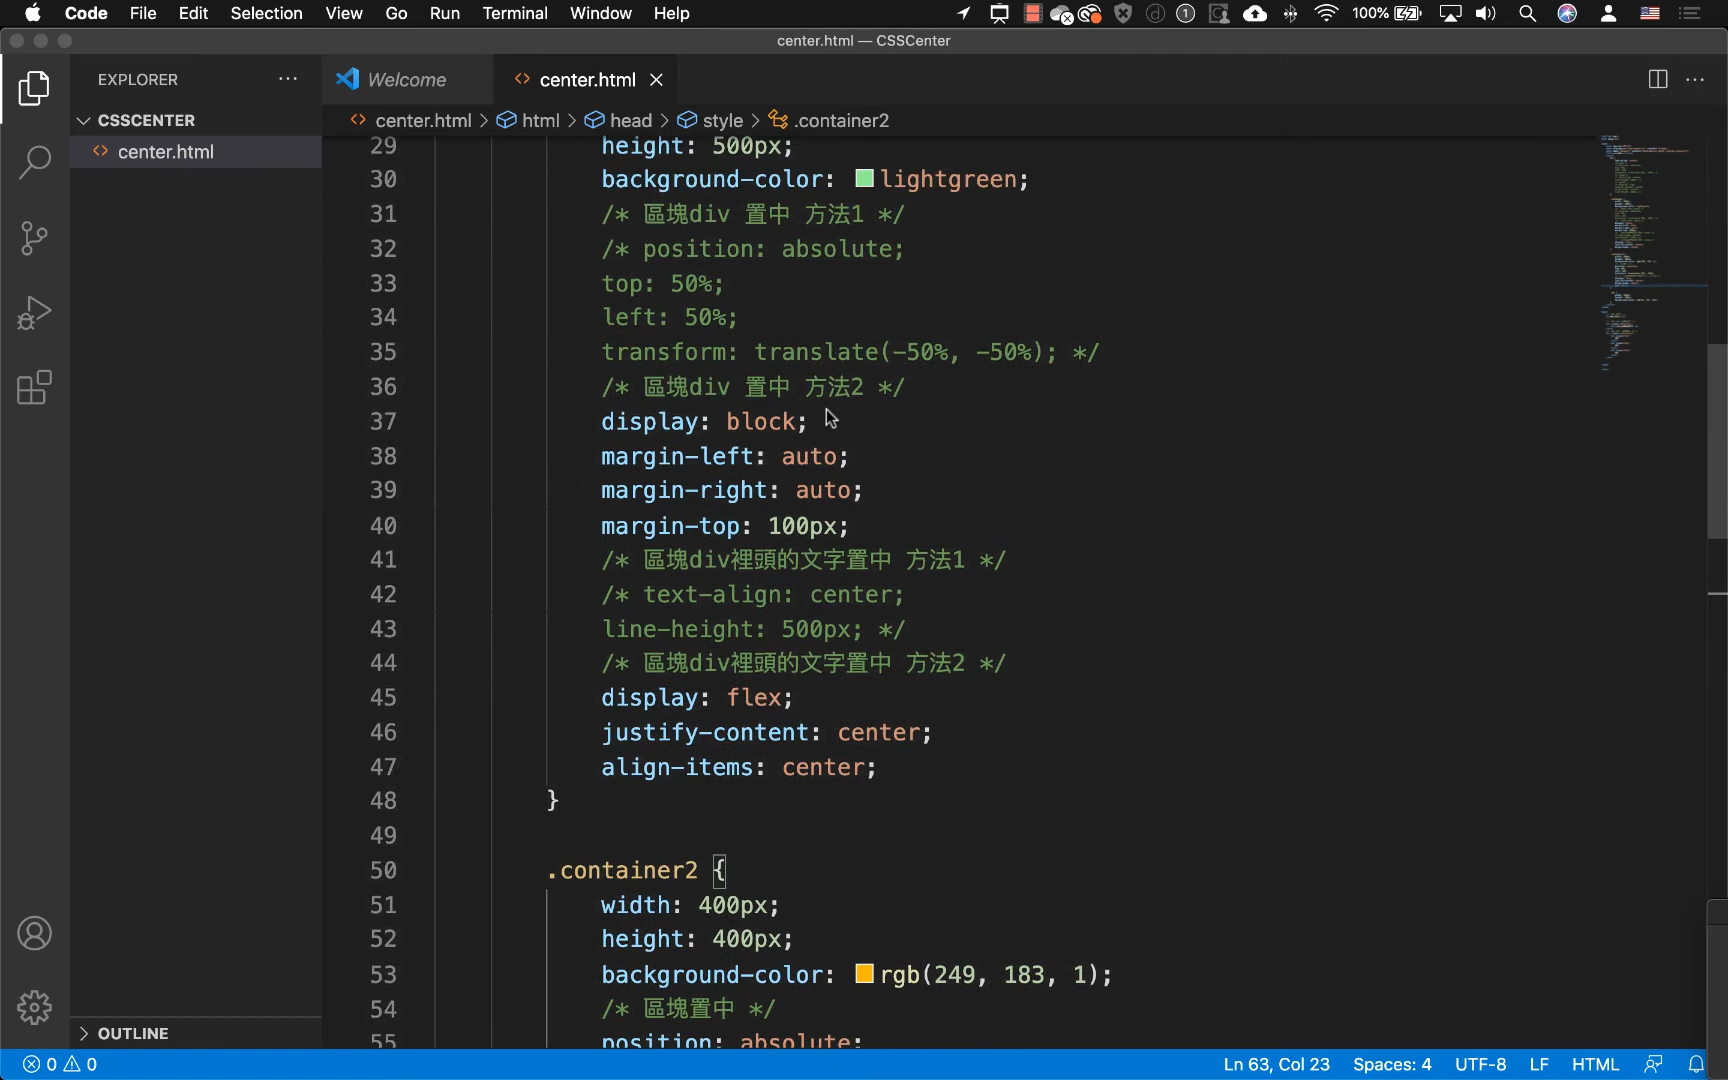 Code File Edit Selection View Go Run Terminal Window Help 100%
center.html — CSSCenter
EXPLORER ··· Welcome center.html ···
CSSCENTER
center.html
center.html > html > head > style > .container2
29 height: 500px;
30 background-color: lightgreen;
31 /* 區塊div 置中 方法1 */
32 /* position: absolute;
33 top: 50%;
34 left: 50%;
35 transform: translate(-50%, -50%); */
36 /* 區塊div 置中 方法2 */
37 display: block;
38 margin-left: auto;
39 margin-right: auto;
40 margin-top: 100px;
41 /* 區塊div裡頭的文字置中 方法1 */
42 /* text-align: center;
43 line-height: 500px; */
44 /* 區塊div裡頭的文字置中 方法2 */
45 display: flex;
46 justify-content: center;
47 align-items: center;
48 }
49
50 .container2 {
51 width: 400px;
52 height: 400px;
53 background-color: rgb(249, 183, 1);
54 /* 區塊置中 */
55 position: absolute;
OUTLINE
0 0 Ln 63, Col 23 Spaces: 4 UTF-8 LF HTML